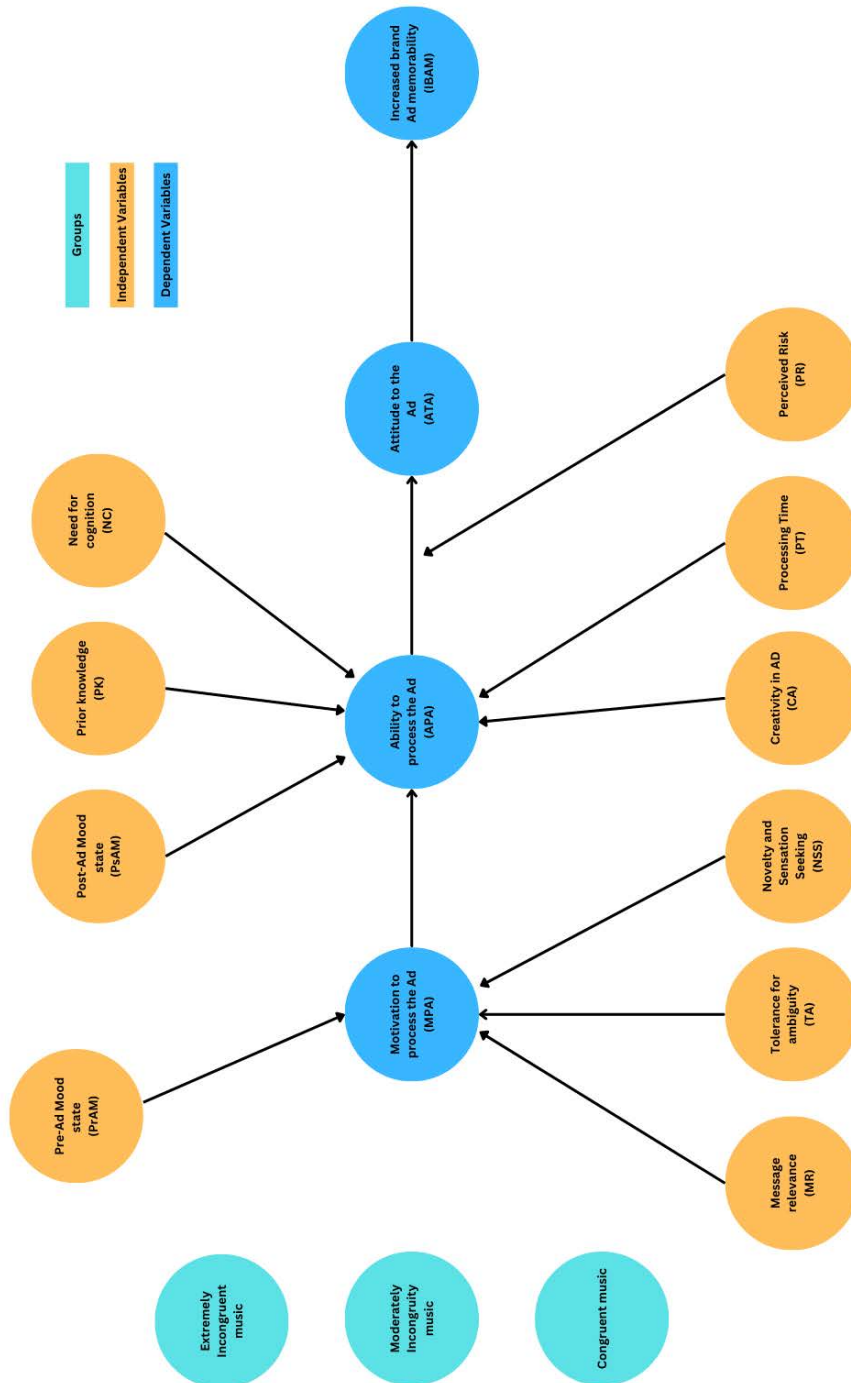 Groups
Independent Variables
Dependent Variables
Extremely
Incongruent
music
Moderately
Incongruity
music
Congruent music
Pre-Ad Mood
state
(PrAM)
Post-Ad Mood
state
(PsAM)
Prior knowledge
(PK)
Need for
cognition
(NC)
Motivation to
process the Ad
(MPA)
Ability to
process the Ad
(APA)
Attitude to the
Ad
(ATA)
Increased brand
Ad memorability
(IBAM)
Message
relevance
(MR)
Tolerance for
ambiguity
(TA)
Novelty and
Sensation
Seeking
(NSS)
Creativity in AD
(CA)
Processing Time
(PT)
Perceived Risk
(PR)